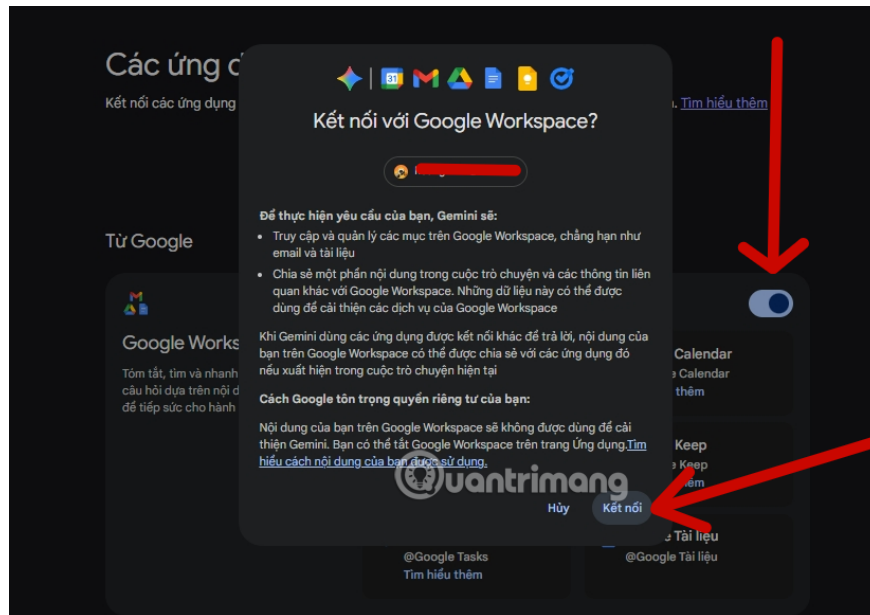 Các ứng d
Kết nối các ứng dụng
. Tìm hiểu thêm
31
Kết nối với Google Workspace?
Từ Google
Để thực hiện yêu cầu của bạn, Gemini sẽ:
• Truy cập và quản lý các mục trên Google Workspace, chẳng hạn như
email và tài liệu
• Chia sẻ một phần nội dung trong cuộc trò chuyện và các thông tin liên
quan khác với Google Workspace. Những dữ liệu này có thể được
dùng để cải thiện các dịch vụ của Google Workspace
Khi Gemini dùng các ứng dụng được kết nối khác để trả lời, nội dung của
bạn trên Google Workspace có thể được chia sẻ với các ứng dụng đó
nếu xuất hiện trong cuộc trò chuyện hiện tại
Cách Google tôn trọng quyền riêng tư của bạn:
Nội dung của bạn trên Google Workspace sẽ không được dùng để cải
thiện Gemini. Bạn có thể tắt Google Workspace trên trang Ứng dụng.Tìm
hiểu cách nội dung của bạn được sử dụng.
Quantrimang
Hủy
Kết nối
Google Works
Tóm tắt, tìm và nhanh
câu hỏi dựa trên nội d
để tiếp sức cho hành
Calendar
Calendar
thêm
Keep
Keep
Tài liệu
@Google Tài liệu
@Google Tasks
Tìm hiểu thêm